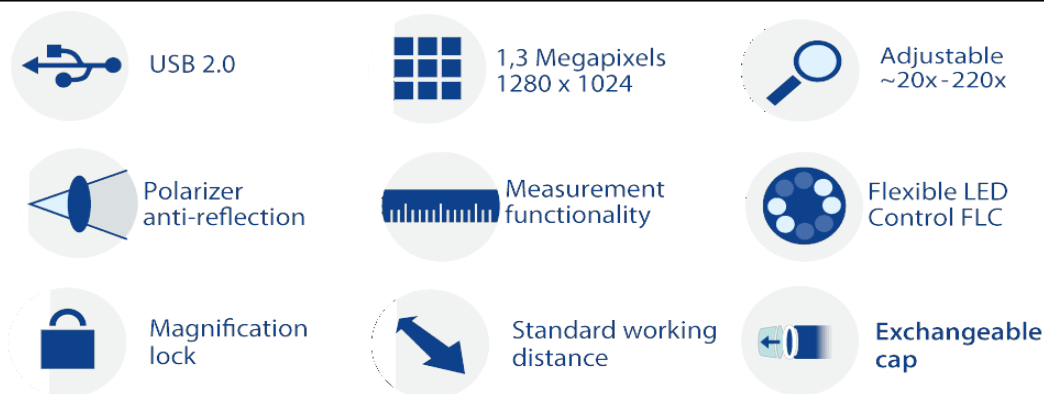 USB 2.0
1,3 Megapixels
1280 x 1024
Adjustable
~20x-220x
Polarizer
anti-reflection
Measurement
functionality
Flexible LED
Control FLC
Magnification
lock
Standard working
distance
Exchangeable
cap